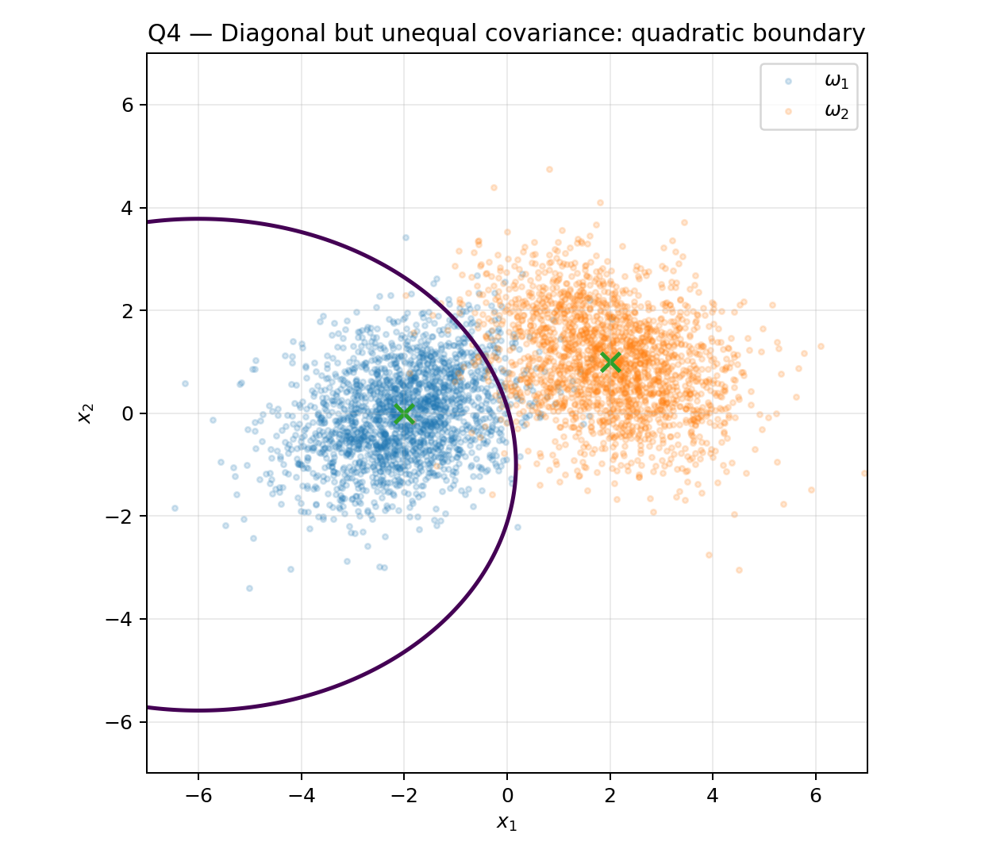 Q4 — Diagonal but unequal covariance: quadratic boundary
ω₁
ω₂
6
4
2
0
−2
−4
−6
x₂
−6 −4 −2 0 2 4 6
x₁